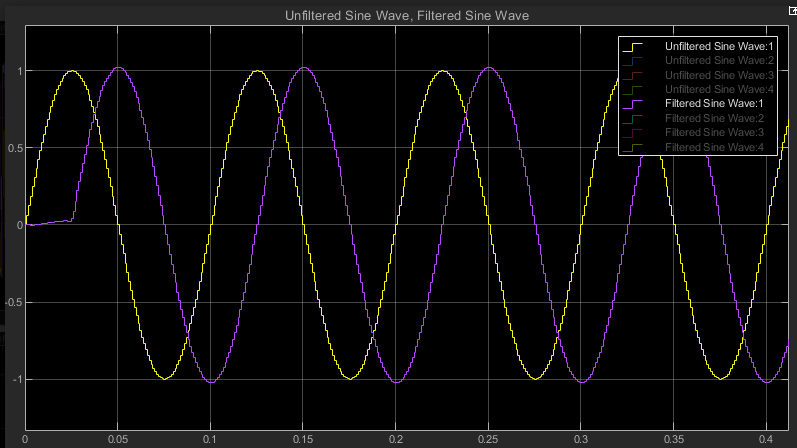 Unfiltered Sine Wave, Filtered Sine Wave
Unfiltered Sine Wave:1
Unfiltered Sine Wave:2
Unfiltered Sine Wave:3
Unfiltered Sine Wave:4
Filtered Sine Wave:1
Filtered Sine Wave:2
Filtered Sine Wave:3
Filtered Sine Wave:4
1
0.5
0
-0.5
-1
0 0.05 0.1 0.15 0.2 0.25 0.3 0.35 0.4